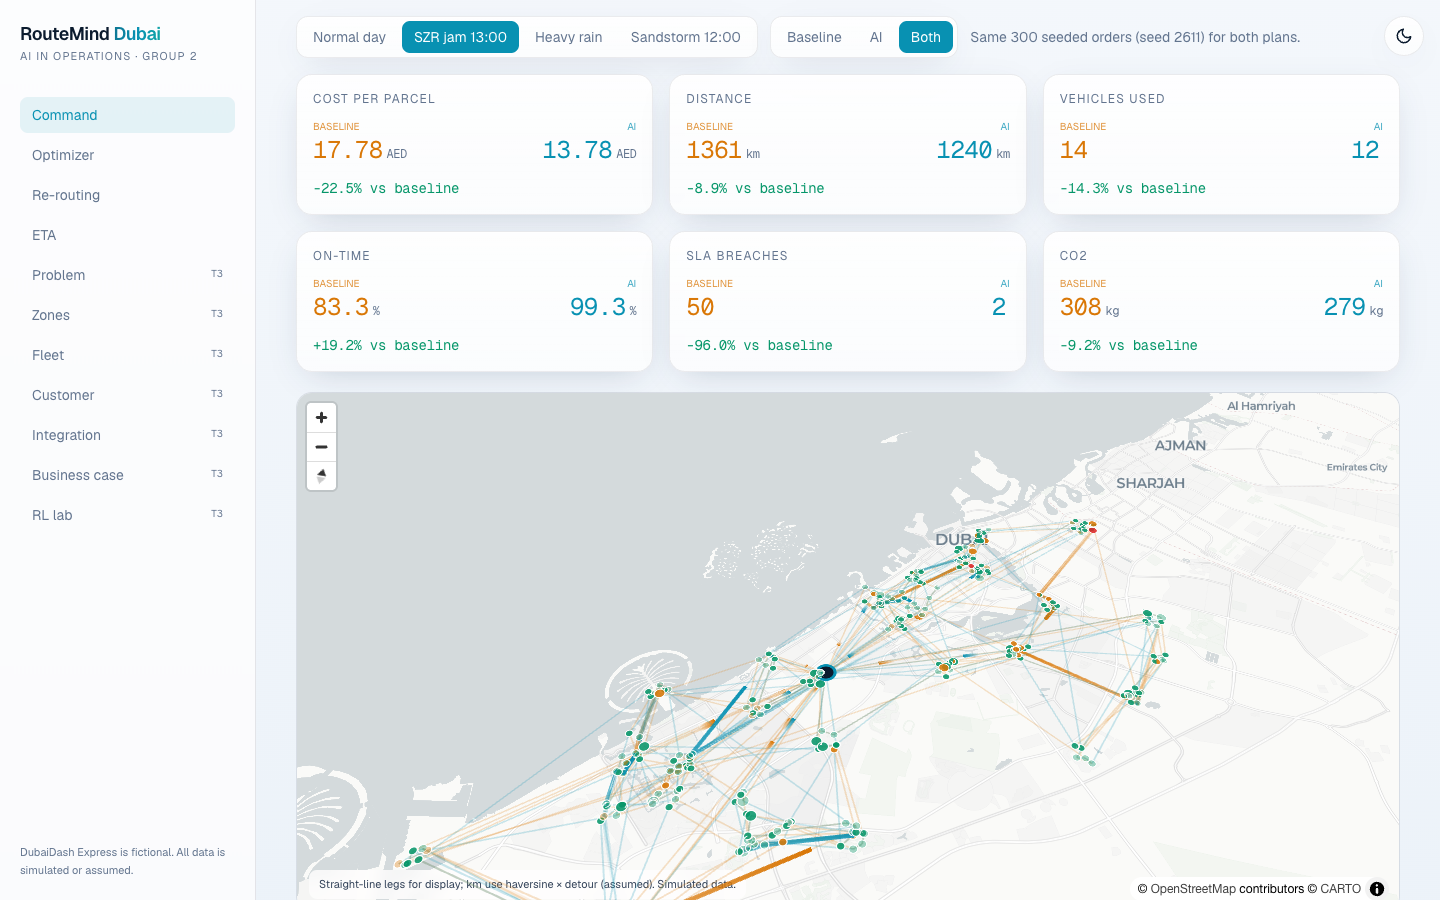 RouteMind Dubai
AI IN OPERATIONS · GROUP 2
Command
Optimizer
Re-routing
ETA
Problem T3
Zones T3
Fleet T3
Customer T3
Integration T3
Business case T3
RL lab T3
DubaiDash Express is fictional. All data is
simulated or assumed.
Normal day SZR jam 13:00 Heavy rain Sandstorm 12:00
Baseline AI Both
Same 300 seeded orders (seed 2611) for both plans.
COST PER PARCEL
BASELINE AI
17.78 AED 13.78 AED
-22.5% vs baseline
DISTANCE
BASELINE AI
1361 km 1240 km
-8.9% vs baseline
VEHICLES USED
BASELINE AI
14 12
-14.3% vs baseline
ON-TIME
BASELINE AI
83.3 % 99.3 %
+19.2% vs baseline
SLA BREACHES
BASELINE AI
50 2
-96.0% vs baseline
CO2
BASELINE AI
308 kg 279 kg
-9.2% vs baseline
Al Hamriyah
AJMAN
Emirates City
SHARJAH
Straight-line legs for display; km use haversine × detour (assumed). Simulated data.
© OpenStreetMap contributors © CARTO